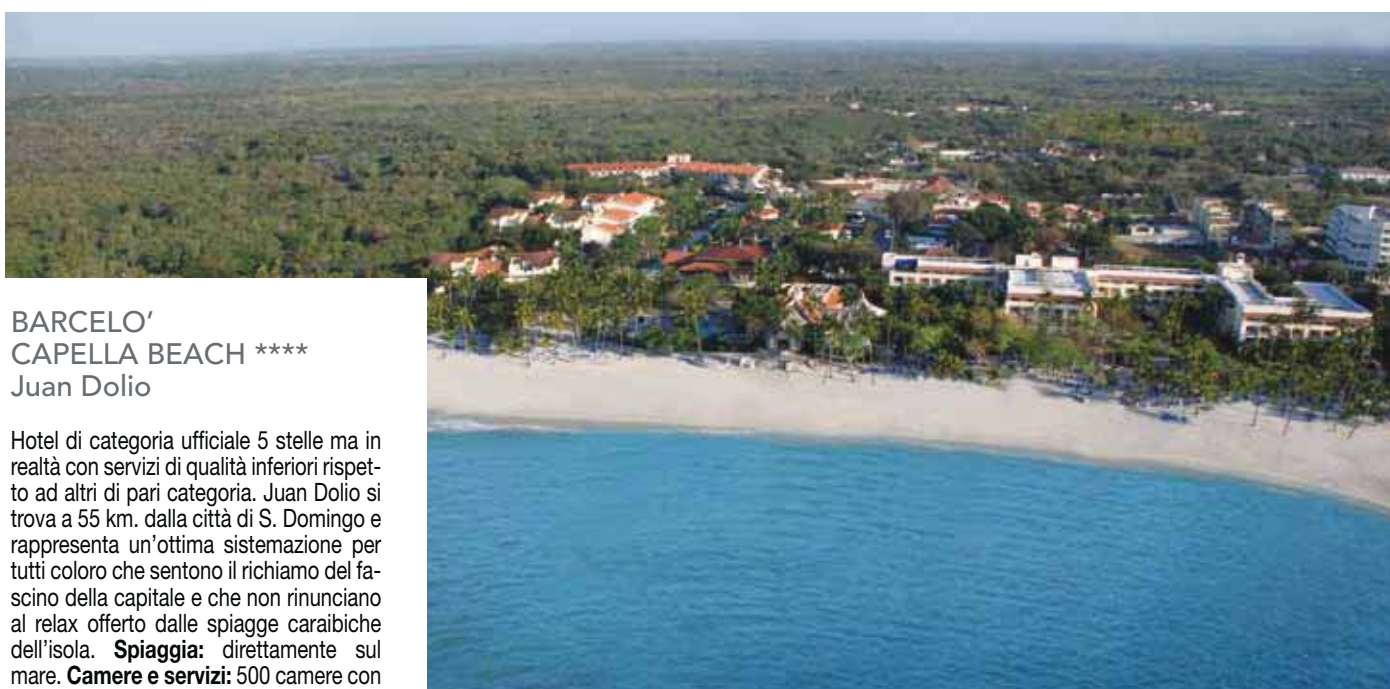 BARCELO’
CAPELLA BEACH ****
Juan Dolio
Hotel di categoria ufficiale 5 stelle ma in
realtà con servizi di qualità inferiori rispet-
to ad altri di pari categoria. Juan Dolio si
trova a 55 km. dalla città di S. Domingo e
rappresenta un’ottima sistemazione per
tutti coloro che sentono il richiamo del fa-
scino della capitale e che non rinunciano
al relax offerto dalle spiagge caraibiche
dell’isola. Spiaggia: direttamente sul
mare. Camere e servizi: 500 camere con